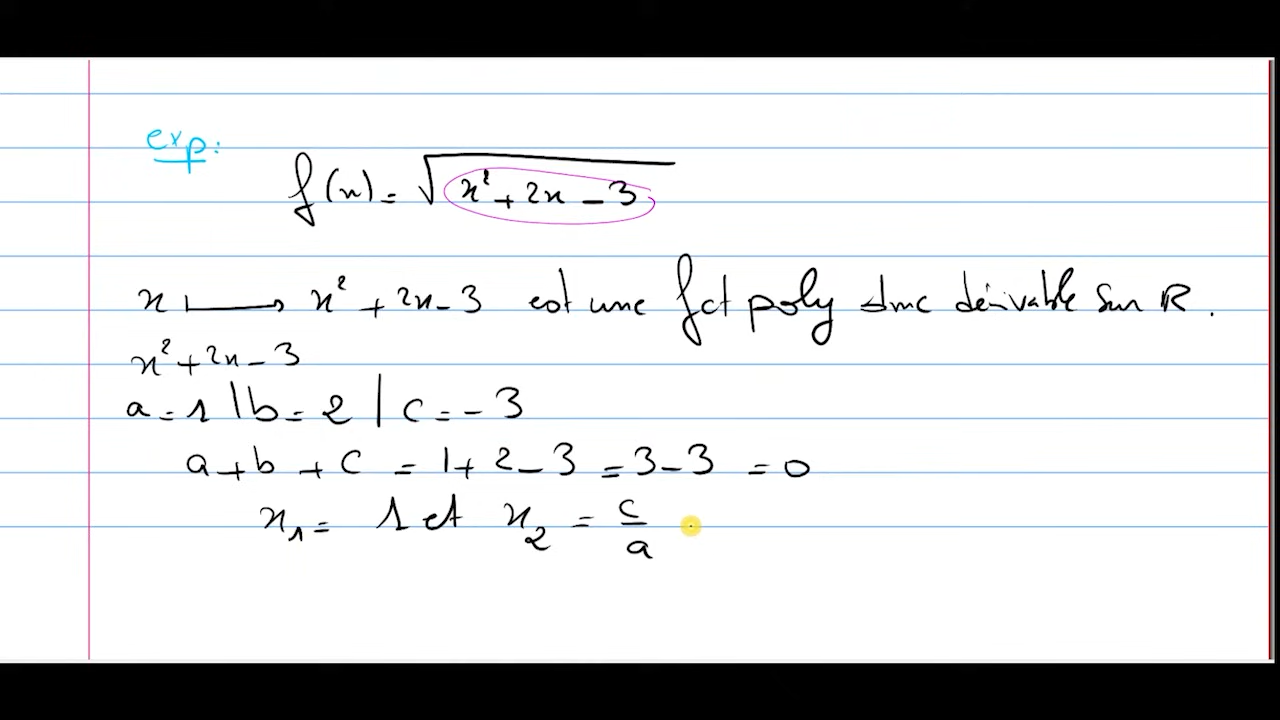 exp:
f(x) = √x²+2x-3
x ↦ x² + 2x - 3 est une fct poly donc dérivable sur ℝ.
x² + 2x - 3
a = 1 | b = 2 | c = -3
a + b + c = 1 + 2 - 3 = 3 - 3 = 0
x₁ = 1 et x₂ = c/a